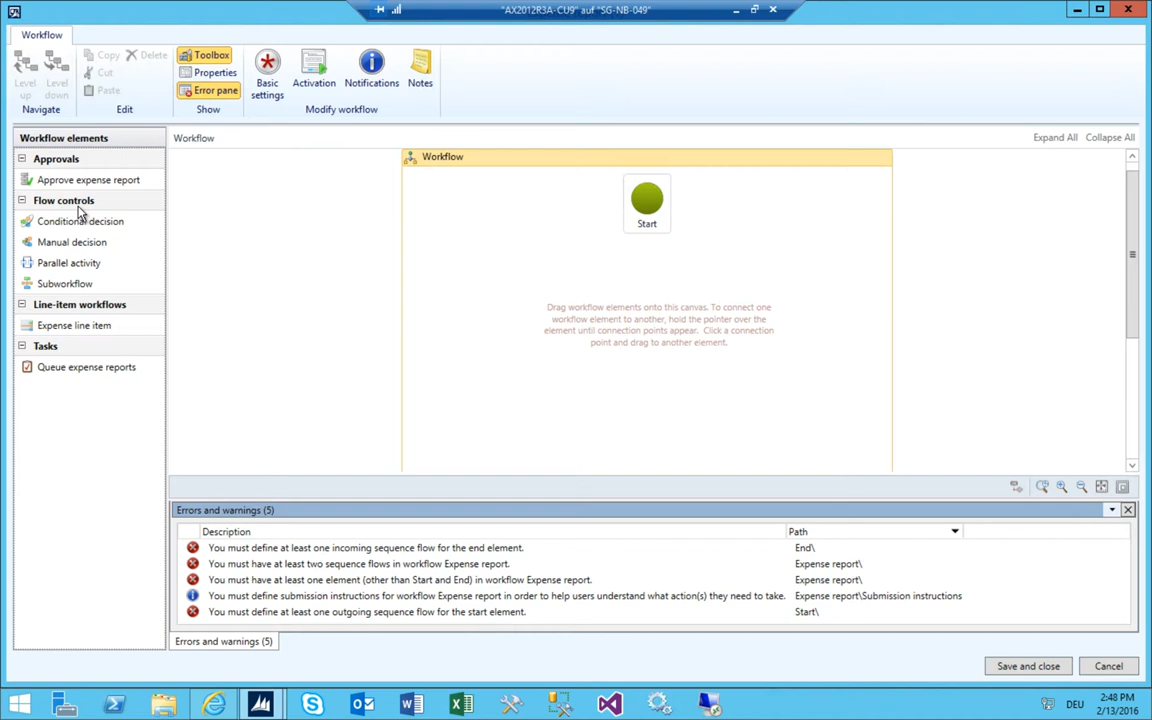 "AX2012R3A-CU9" auf "SG-NB-049"
Workflow
Level up
Level down
Navigate
Copy
Delete
Cut
Paste
Edit
Toolbox
Properties
Error pane
Show
Basic settings
Activation
Notifications
Notes
Modify workflow
Workflow elements
Approvals
Approve expense report
Flow controls
Conditional decision
Manual decision
Parallel activity
Subworkflow
Line-item workflows
Expense line item
Tasks
Queue expense reports
Workflow
Expand All
Collapse All
Workflow
Start
Drag workflow elements onto this canvas. To connect one
workflow element to another, hold the pointer over the
element until connection points appear. Click a connection
point and drag to another element.
Errors and warnings (5)
Description
Path
You must define at least one incoming sequence flow for the end element. End\
You must have at least two sequence flows in workflow Expense report. Expense report\
You must have at least one element (other than Start and End) in workflow Expense report. Expense report\
You must define submission instructions for workflow Expense report in order to help users understand what action(s) they need to take. Expense report\Submission instructions
You must define at least one outgoing sequence flow for the start element. Start\
Errors and warnings (5)
Save and close
Cancel
DEU
2:48 PM
2/13/2016